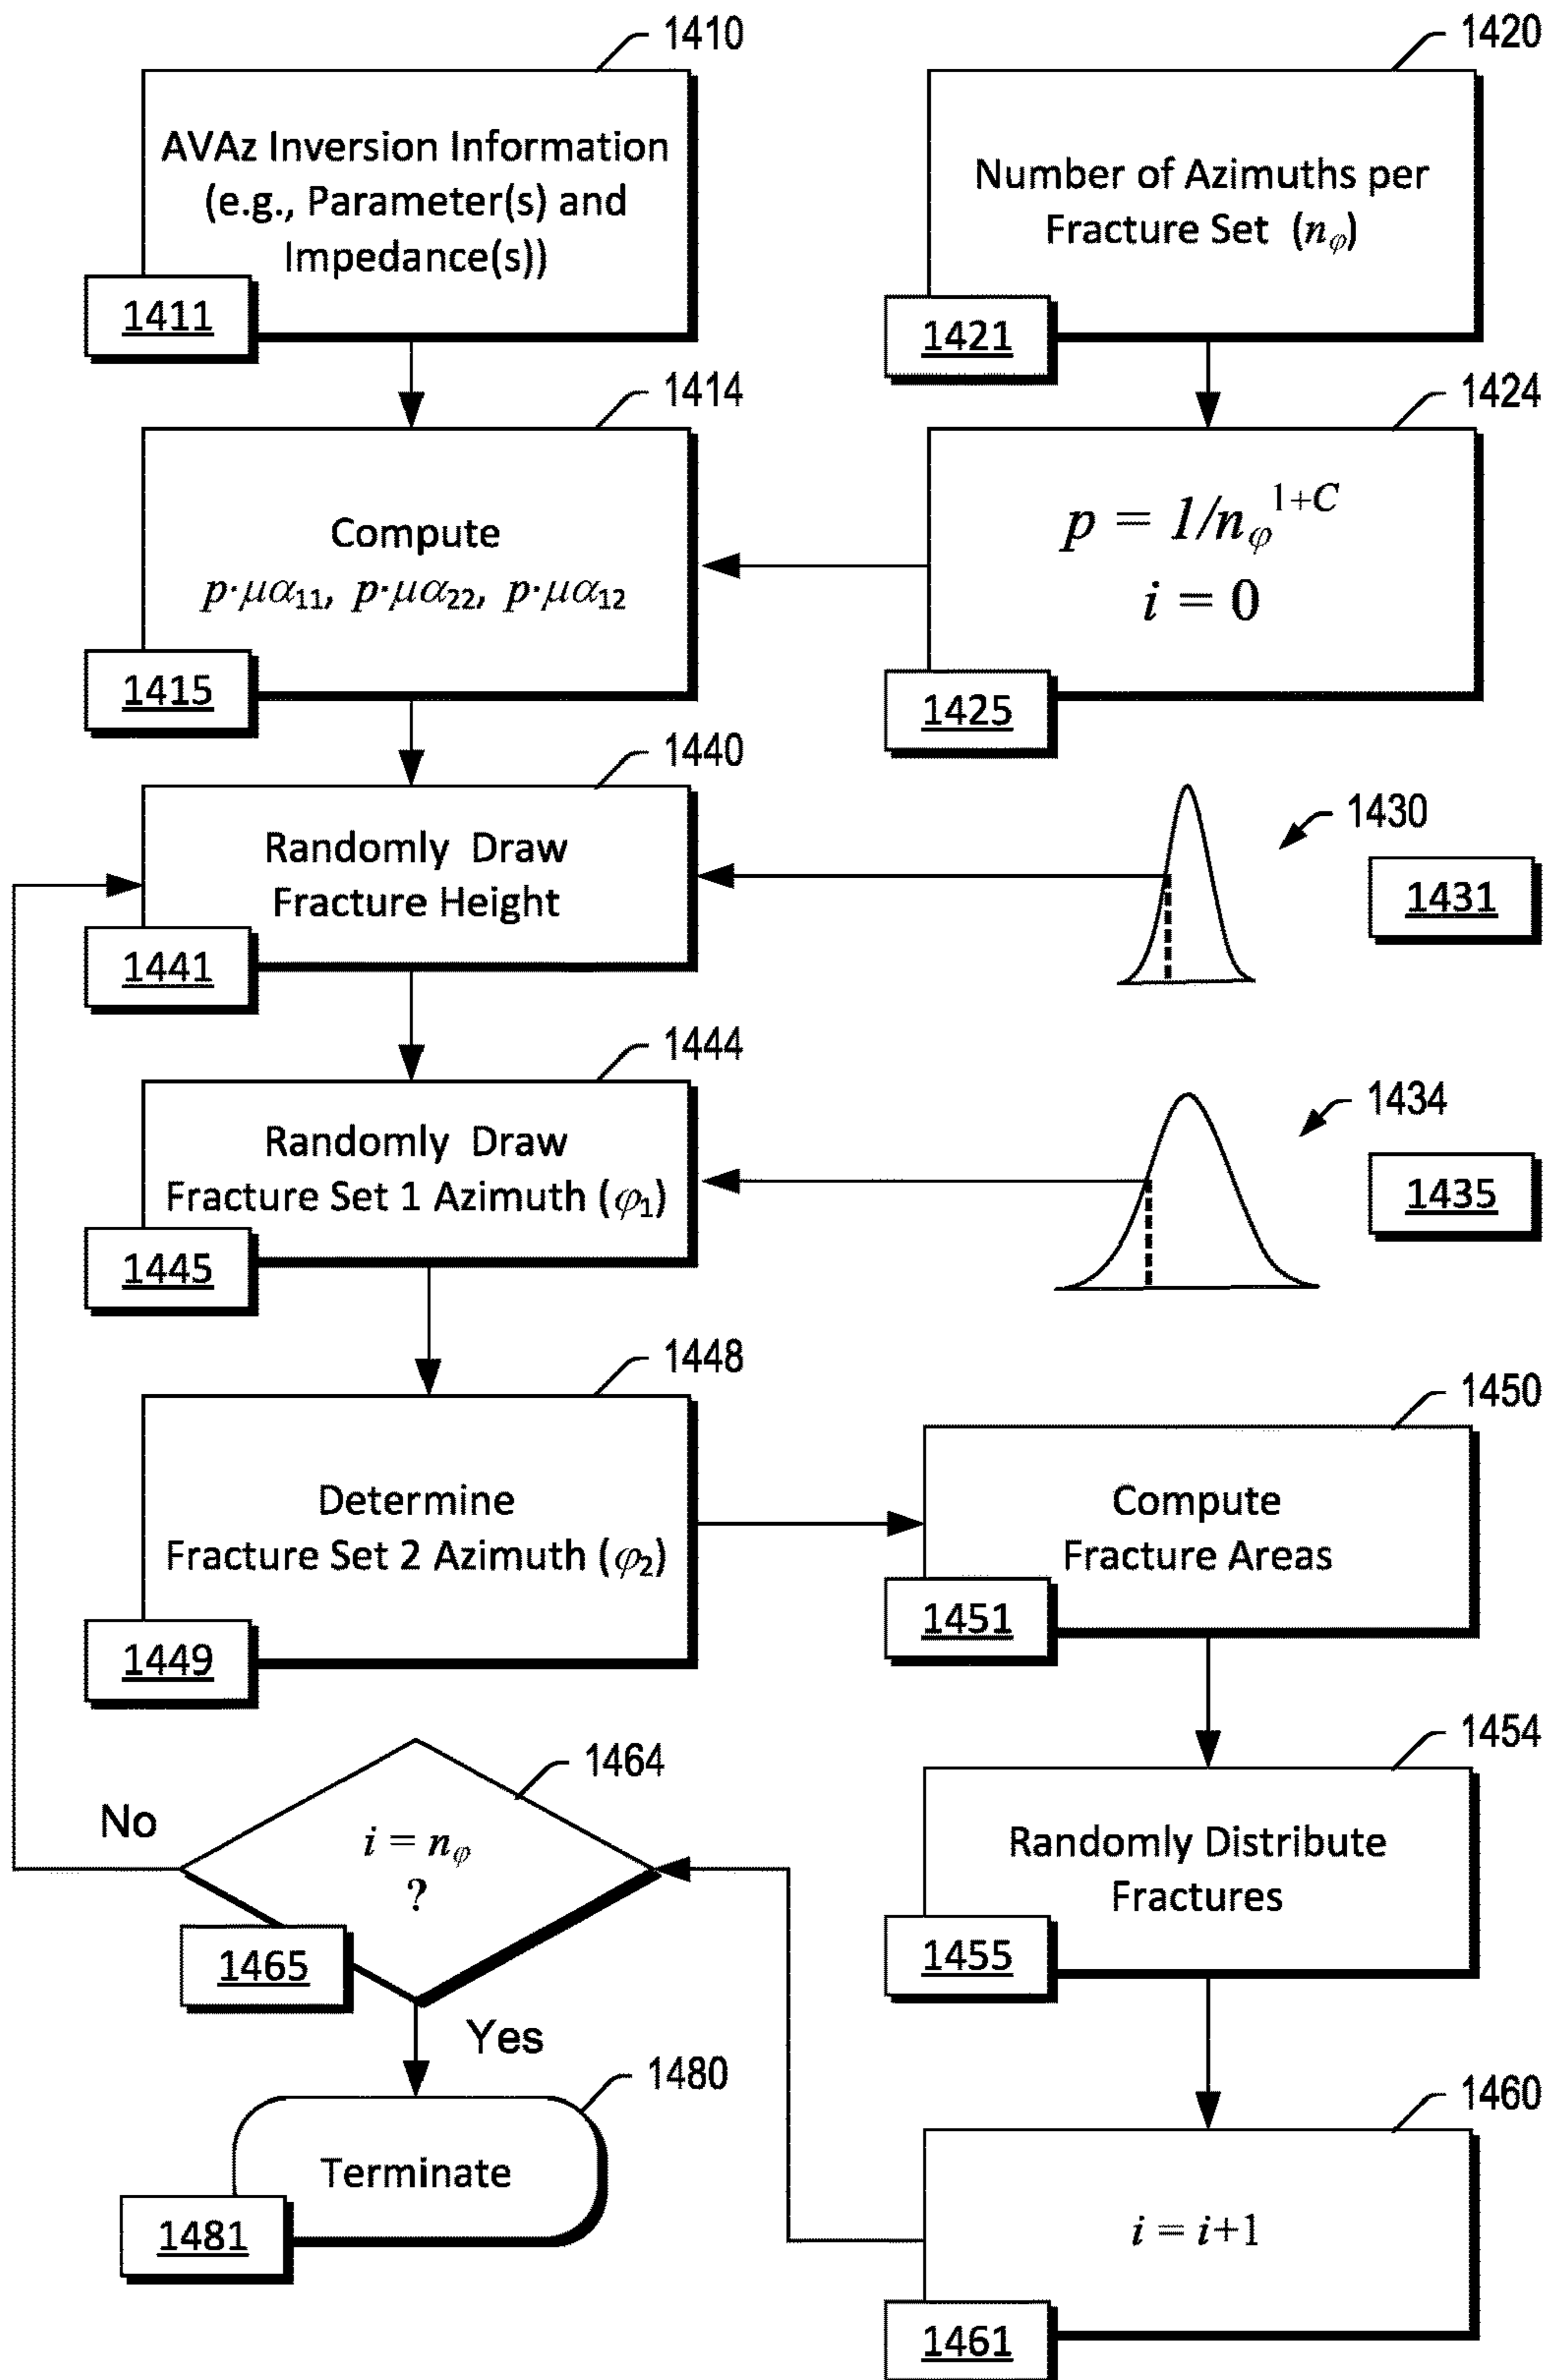 1410
AVAz Inversion Information
(e.g., Parameter(s) and
Impedance(s))
1411
1420
Number of Azimuths per
Fracture Set (nφ)
1421
1414
Compute
p·μα11, p·μα22, p·μα12
1415
1424
p = 1/nφ^1+C
i = 0
1425
1440
Randomly Draw
Fracture Height
1441
1430
1431
1444
Randomly Draw
Fracture Set 1 Azimuth (φ1)
1445
1434
1435
1448
Determine
Fracture Set 2 Azimuth (φ2)
1449
1450
Compute
Fracture Areas
1451
1454
Randomly Distribute
Fractures
1455
1460
i = i+1
1461
1464
No
i = nφ
?
1465
Yes
1480
Terminate
1481